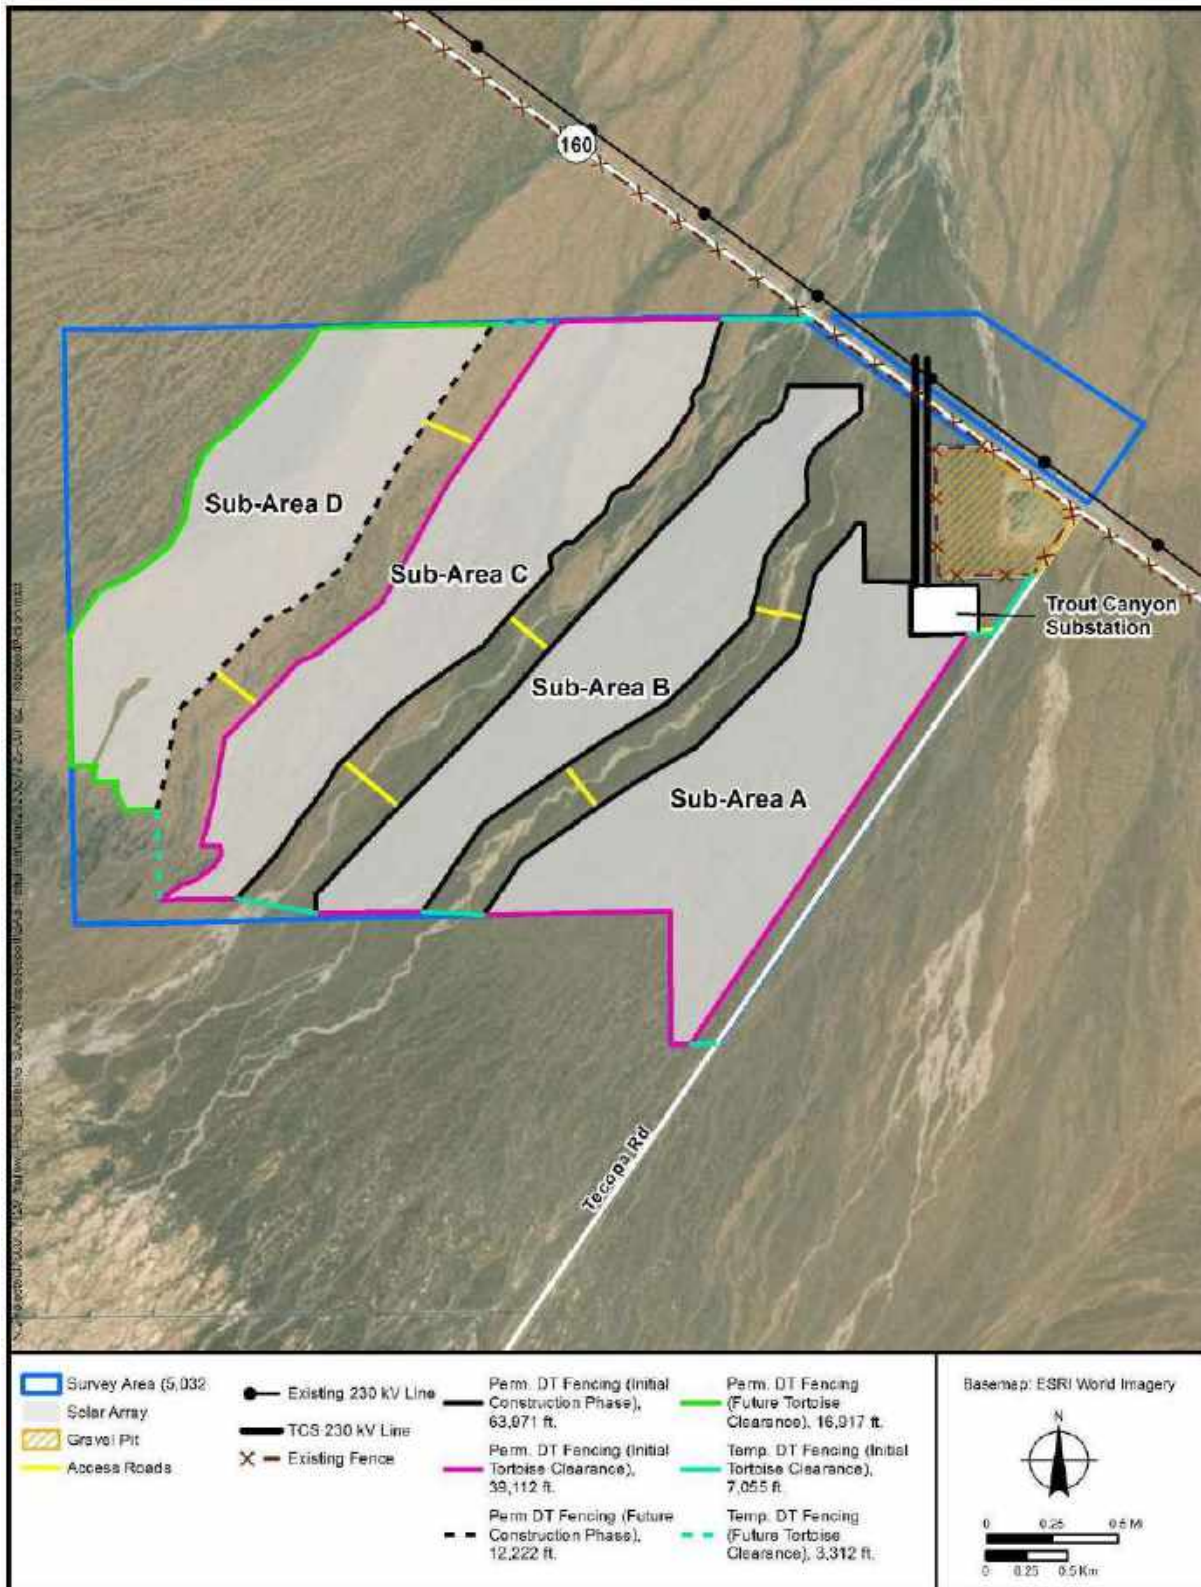 160
Sub-Area D
Sub-Area C
Sub-Area B
Sub-Area A
Trout Canyon
Substation
Tecopa Rd
Survey Area (5,032
Solar Array
Gravel Pit
Access Roads
Existing 230 kV Line
TCS 230 kV Line
Existing Fence
Perm. DT Fencing (Initial
Construction Phase),
63,971 ft.
Perm. DT Fencing (Initial
Tortoise Clearance),
39,112 ft.
Perm DT Fencing (Future
Construction Phase),
12,222 ft.
Perm. DT Fencing
(Future Tortoise
Clearance), 16,917 ft.
Temp. DT Fencing (Initial
Tortoise Clearance),
7,055 ft.
Temp. DT Fencing
(Future Tortoise
Clearance), 3,312 ft.
Basemap: ESRI World Imagery
N
0 0.25 0.5 Mi
0 0.25 0.5 Km